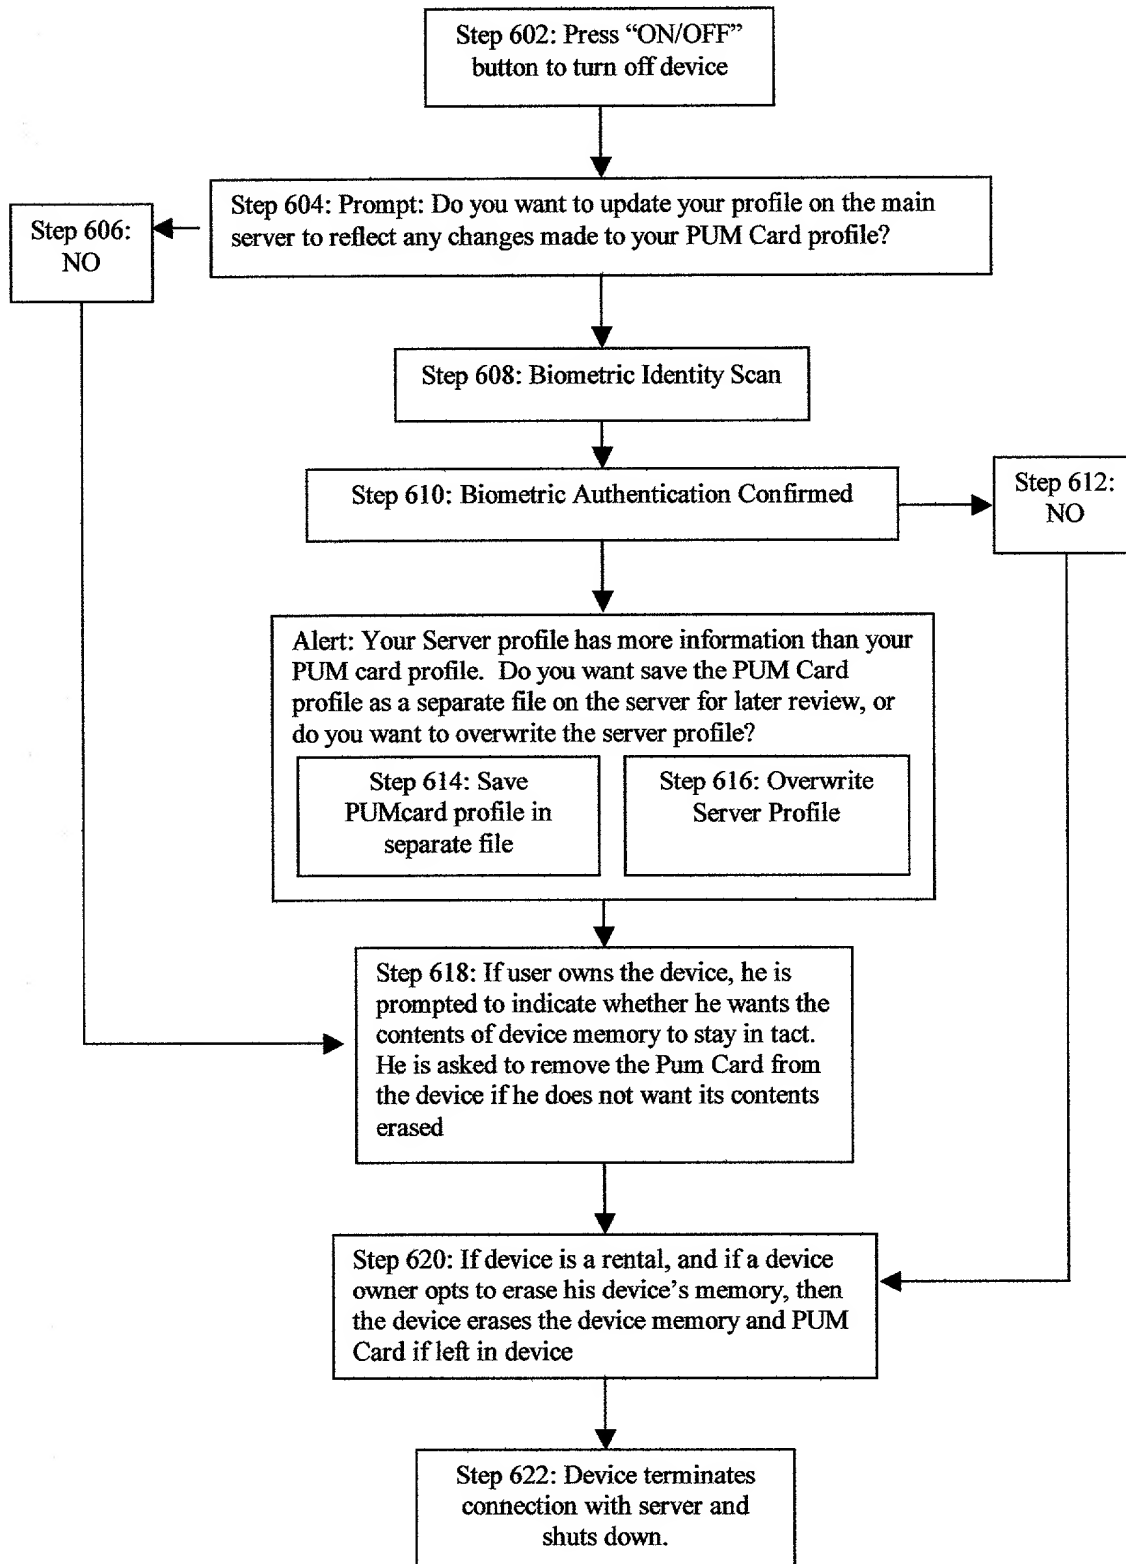 Step 602: Press “ON/OFF”
button to turn off device
Step 604: Prompt: Do you want to update your profile on the main
server to reflect any changes made to your PUM Card profile?
Step 606:
NO
Step 608: Biometric Identity Scan
Step 610: Biometric Authentication Confirmed
Step 612:
NO
Alert: Your Server profile has more information than your
PUM card profile. Do you want save the PUM Card
profile as a separate file on the server for later review, or
do you want to overwrite the server profile?
Step 614: Save
PUMcard profile in
separate file
Step 616: Overwrite
Server Profile
Step 618: If user owns the device, he is
prompted to indicate whether he wants the
contents of device memory to stay in tact.
He is asked to remove the Pum Card from
the device if he does not want its contents
erased
Step 620: If device is a rental, and if a device
owner opts to erase his device’s memory, then
the device erases the device memory and PUM
Card if left in device
Step 622: Device terminates
connection with server and
shuts down.